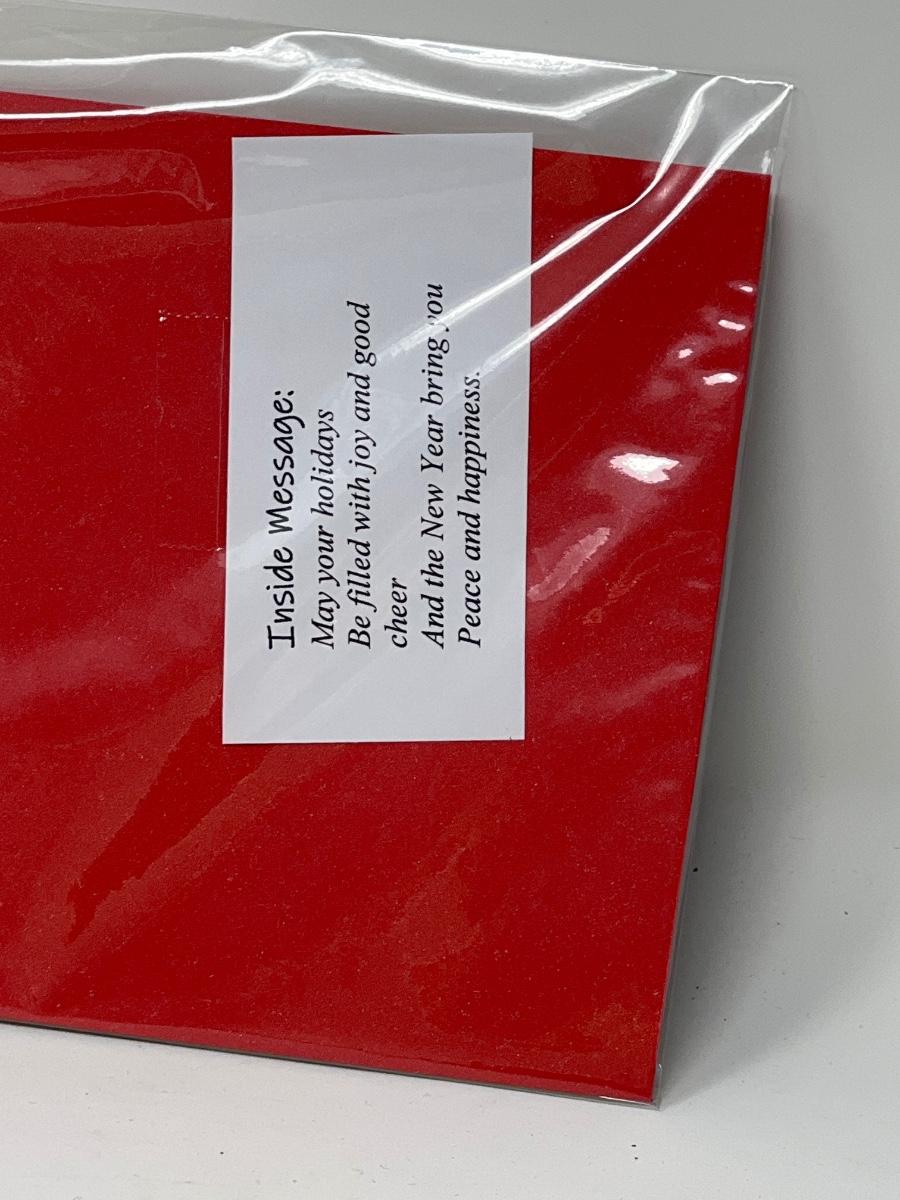 Inside Message:
May your holidays
Be filled with joy and good
cheer
And the New Year bring you
Peace and happiness.